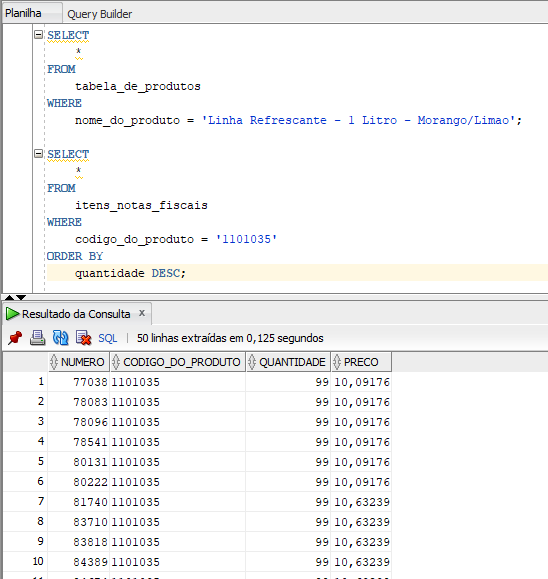 Planilha Query Builder
SELECT
*
FROM
tabela_de_produtos
WHERE
nome_do_produto = 'Linha Refrescante - 1 Litro - Morango/Limao';
SELECT
*
FROM
itens_notas_fiscais
WHERE
codigo_do_produto = '1101035'
ORDER BY
quantidade DESC;
Resultado da Consulta x
SQL | 50 linhas extraídas em 0,125 segundos
NUMERO CODIGO_DO_PRODUTO QUANTIDADE PRECO
1 77038 1101035 99 10,09176
2 78083 1101035 99 10,09176
3 78096 1101035 99 10,09176
4 78541 1101035 99 10,09176
5 80131 1101035 99 10,09176
6 80222 1101035 99 10,09176
7 81740 1101035 99 10,63239
8 83710 1101035 99 10,63239
9 83818 1101035 99 10,63239
10 84389 1101035 99 10,63239